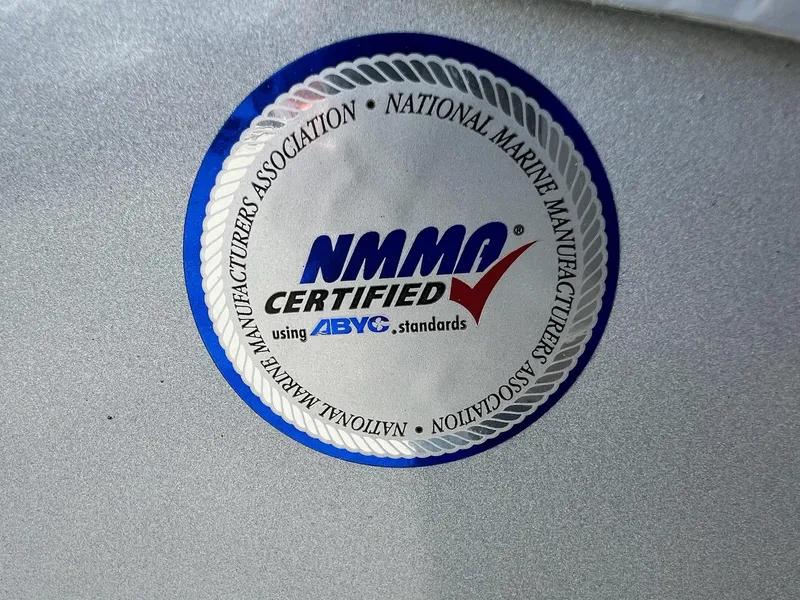 NATIONAL MARINE MANUFACTURERS ASSOCIATION •
NATIONAL MARINE MANUFACTURERS ASSOCIATION •
NMMA®
CERTIFIED
using ABYC.standards